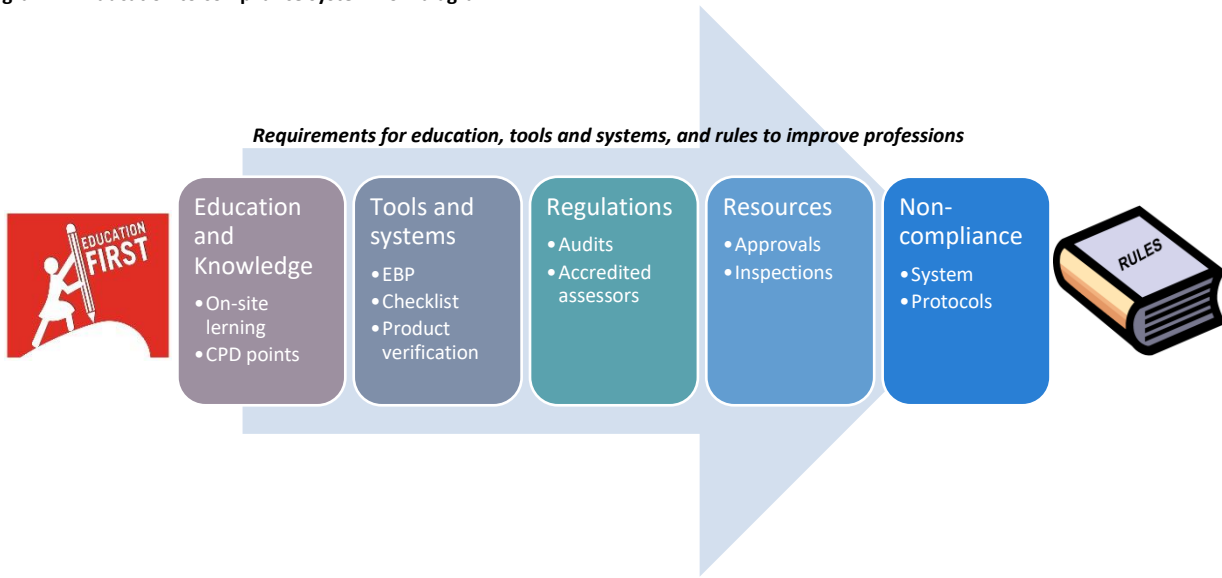 Requirements for education, tools and systems, and rules to improve professions
EDUCATION
FIRST
Education
and
Knowledge
•On-site
lerning
•CPD points
Tools and
systems
•EBP
•Checklist
•Product
verification
Regulations
•Audits
•Accredited
assessors
Resources
•Approvals
•Inspections
Non-
compliance
•System
•Protocols
RULES